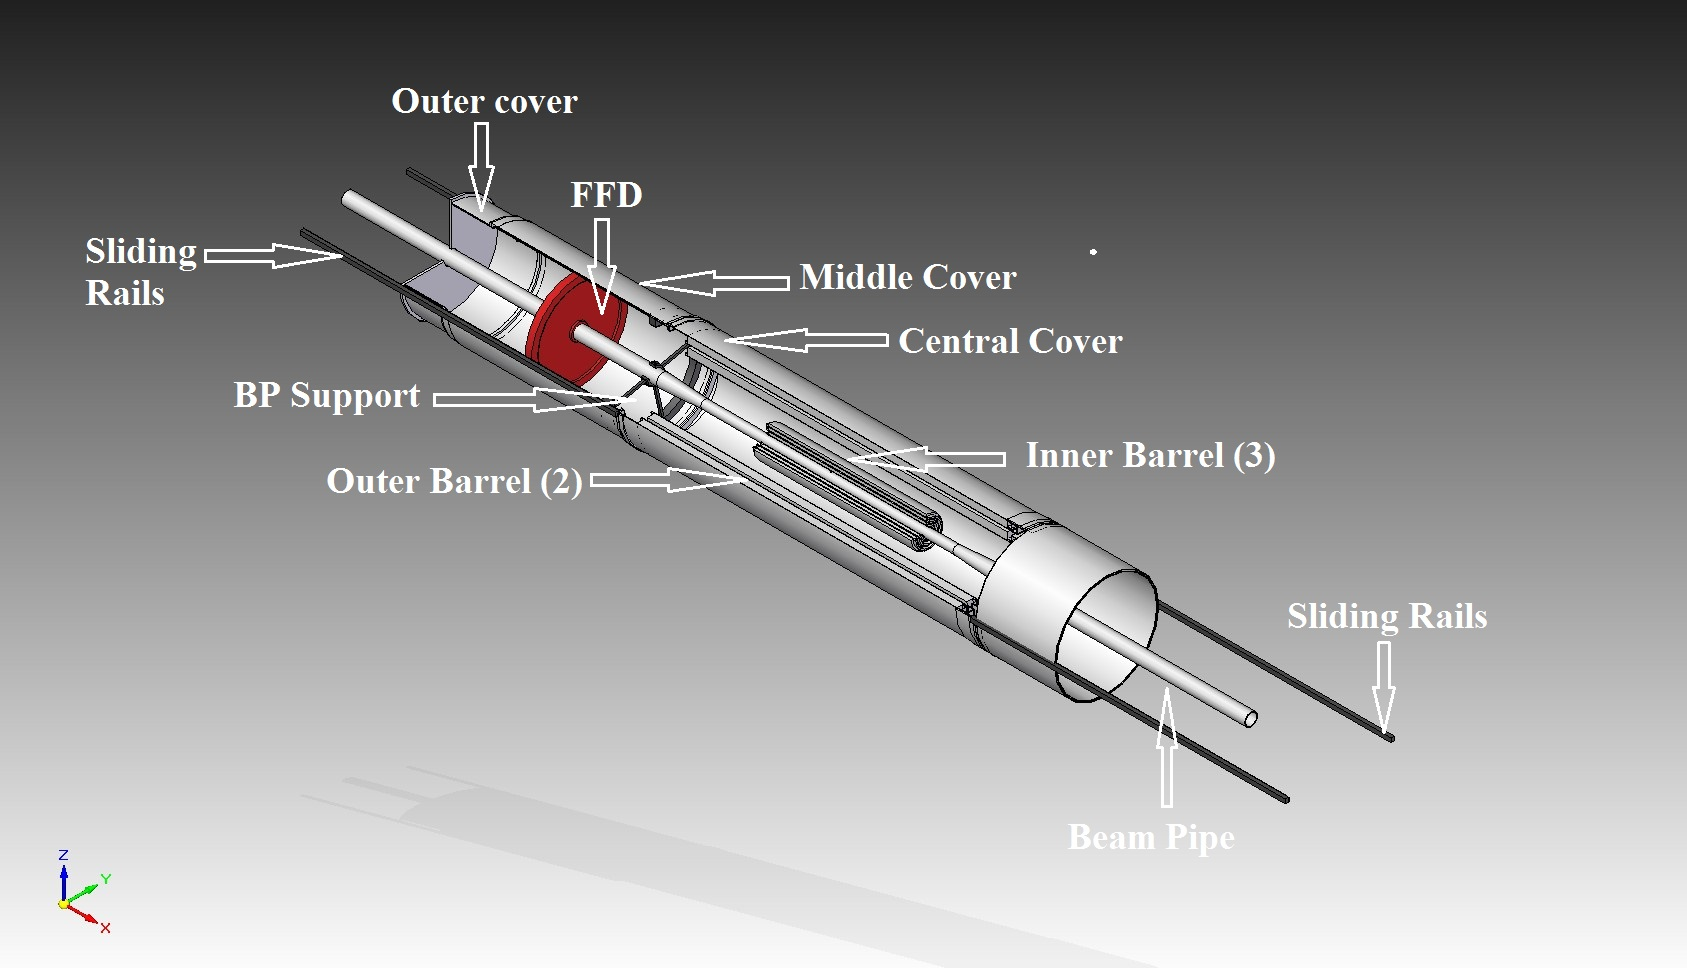 Outer cover
FFD
Sliding
Rails
Middle Cover
Central Cover
BP Support
Inner Barrel (3)
Outer Barrel (2)
Sliding Rails
Beam Pipe
Z
Y
X